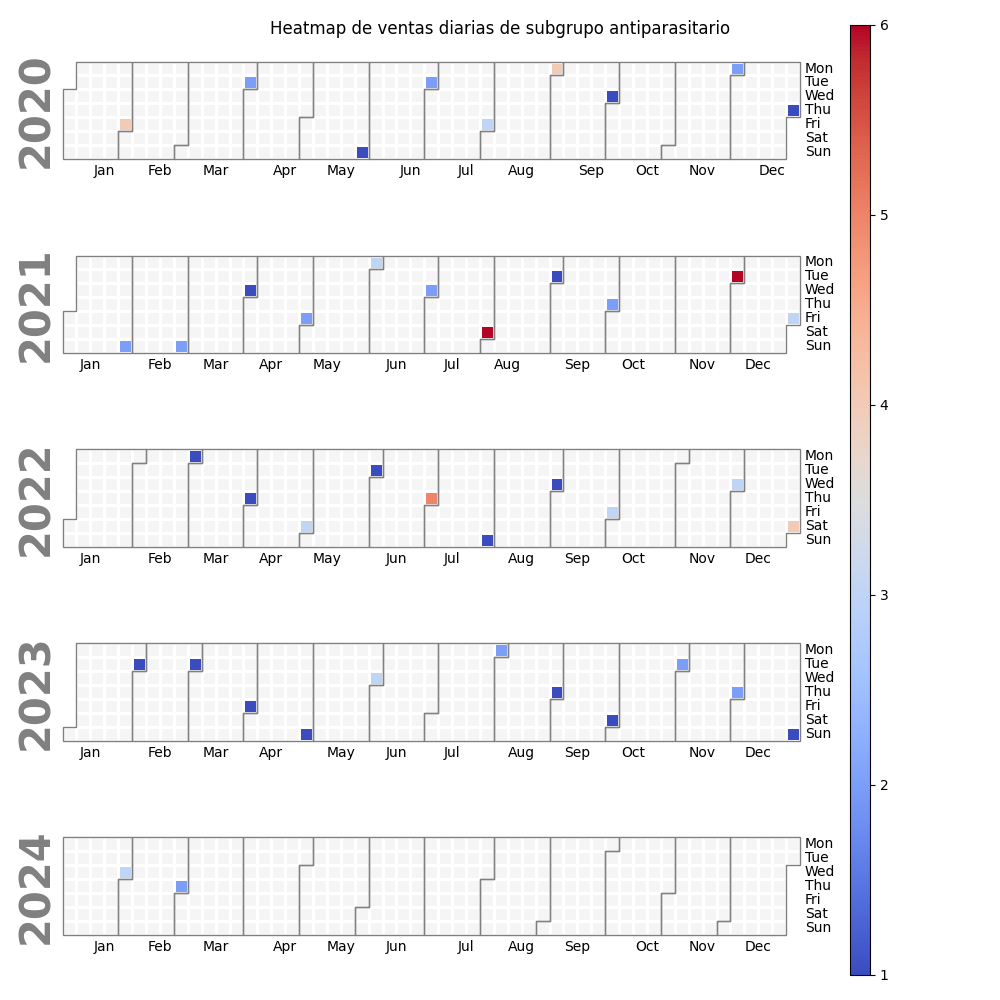 Heatmap de ventas diarias de subgrupo antiparasitario
2020
Mon
Tue
Wed
Thu
Fri
Sat
Sun
Jan Feb Mar Apr May Jun Jul Aug Sep Oct Nov Dec
2021
Mon
Tue
Wed
Thu
Fri
Sat
Sun
Jan Feb Mar Apr May Jun Jul Aug Sep Oct Nov Dec
2022
Mon
Tue
Wed
Thu
Fri
Sat
Sun
Jan Feb Mar Apr May Jun Jul Aug Sep Oct Nov Dec
2023
Mon
Tue
Wed
Thu
Fri
Sat
Sun
Jan Feb Mar Apr May Jun Jul Aug Sep Oct Nov Dec
2024
Mon
Tue
Wed
Thu
Fri
Sat
Sun
Jan Feb Mar Apr May Jun Jul Aug Sep Oct Nov Dec
6
5
4
3
2
1